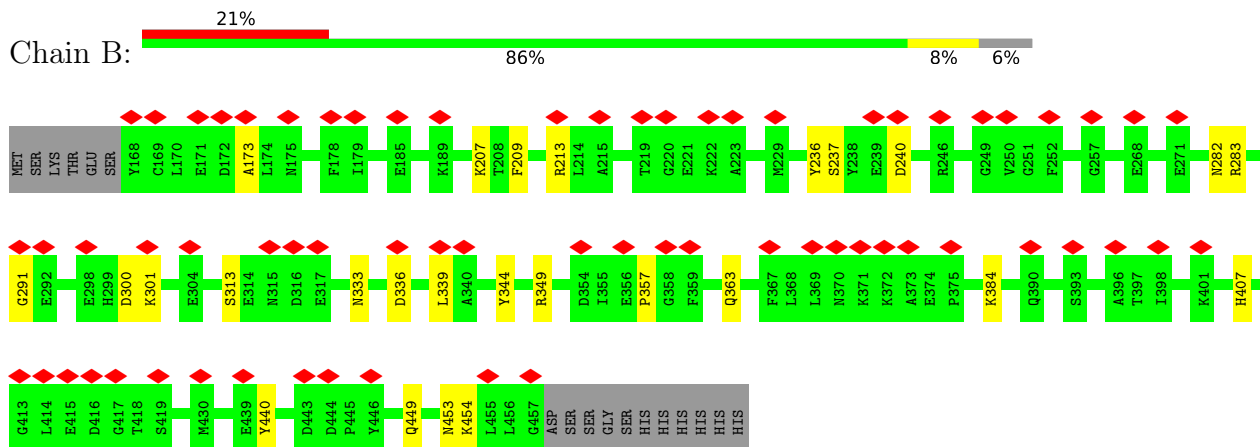 21%
Chain B:
86% 8% 6%
MET SER LYS THR GLU SER Y168 C169 L170 E171 D172 A173 L174 N175 F178 I179 E185 K189 K207 T208 F209 R213 L214 A215 T219 G220 E221 K222 A223 M229 Y236 S237 Y238 E239 D240 R246 G249 V250 G251 F252 G257 E268 E271 N282 R283
G291 E292 E298 H299 D300 K301 E304 S313 E314 N315 D316 E317 N333 D336 L339 A340 Y344 R349 D354 I355 E356 P357 G358 F359 Q363 F367 L368 L369 N370 K371 K372 A373 E374 P375 K384 Q390 S393 A396 T397 I398 K401 H407
G413 L414 E415 D416 G417 T418 S419 M430 E439 Y440 D443 D444 P445 Y446 Q449 N453 K454 L455 L456 G457 ASP SER SER GLY SER HIS HIS HIS HIS HIS HIS